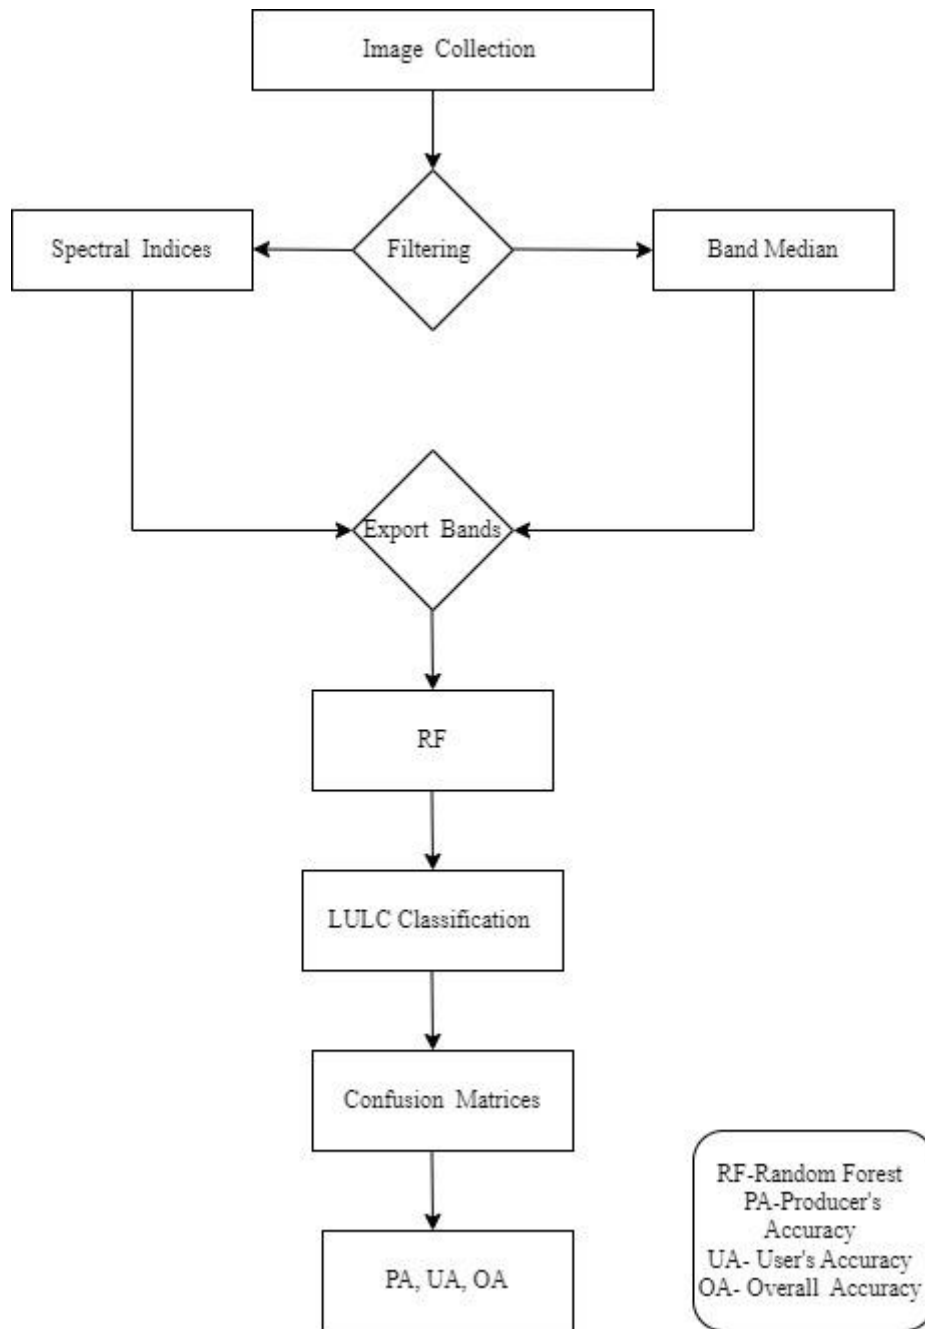 Image Collection
Spectral Indices
Filtering
Band Median
Export Bands
RF
LULC Classification
Confusion Matrices
PA, UA, OA
RF-Random Forest
PA-Producer's
Accuracy
UA- User's Accuracy
OA- Overall Accuracy